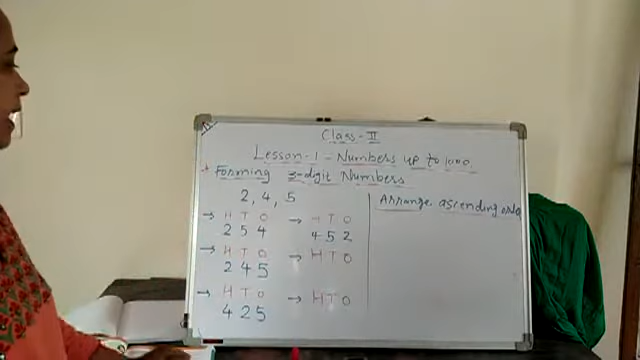 Class - II
Lesson - 1 - Numbers up to 1000.
Forming 3-digit Numbers
2, 4, 5
Arrange ascending order
→ H T O → H T O
2 5 4 4 5 2
→ H T O → H T O
2 4 5
→ H T O → H T O
4 2 5